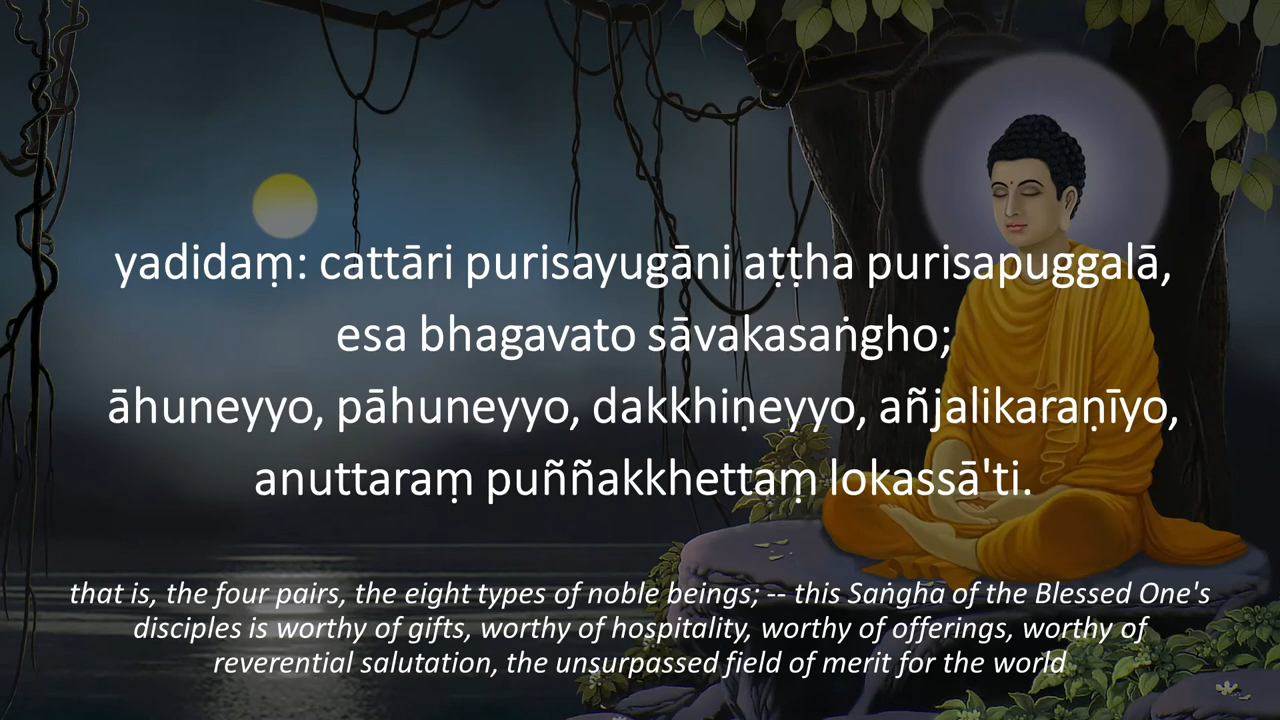 yadidaṃ: cattāri purisayugāni aṭṭha purisapuggalā,
esa bhagavato sāvakasaṅgho;
āhuneyyo, pāhuneyyo, dakkhiṇeyyo, añjalikaraṇīyo,
anuttaraṃ puññakkhettaṃ lokassā'ti.
that is, the four pairs, the eight types of noble beings; -- this Saṅgha of the Blessed One's
disciples is worthy of gifts, worthy of hospitality, worthy of offerings, worthy of
reverential salutation, the unsurpassed field of merit for the world